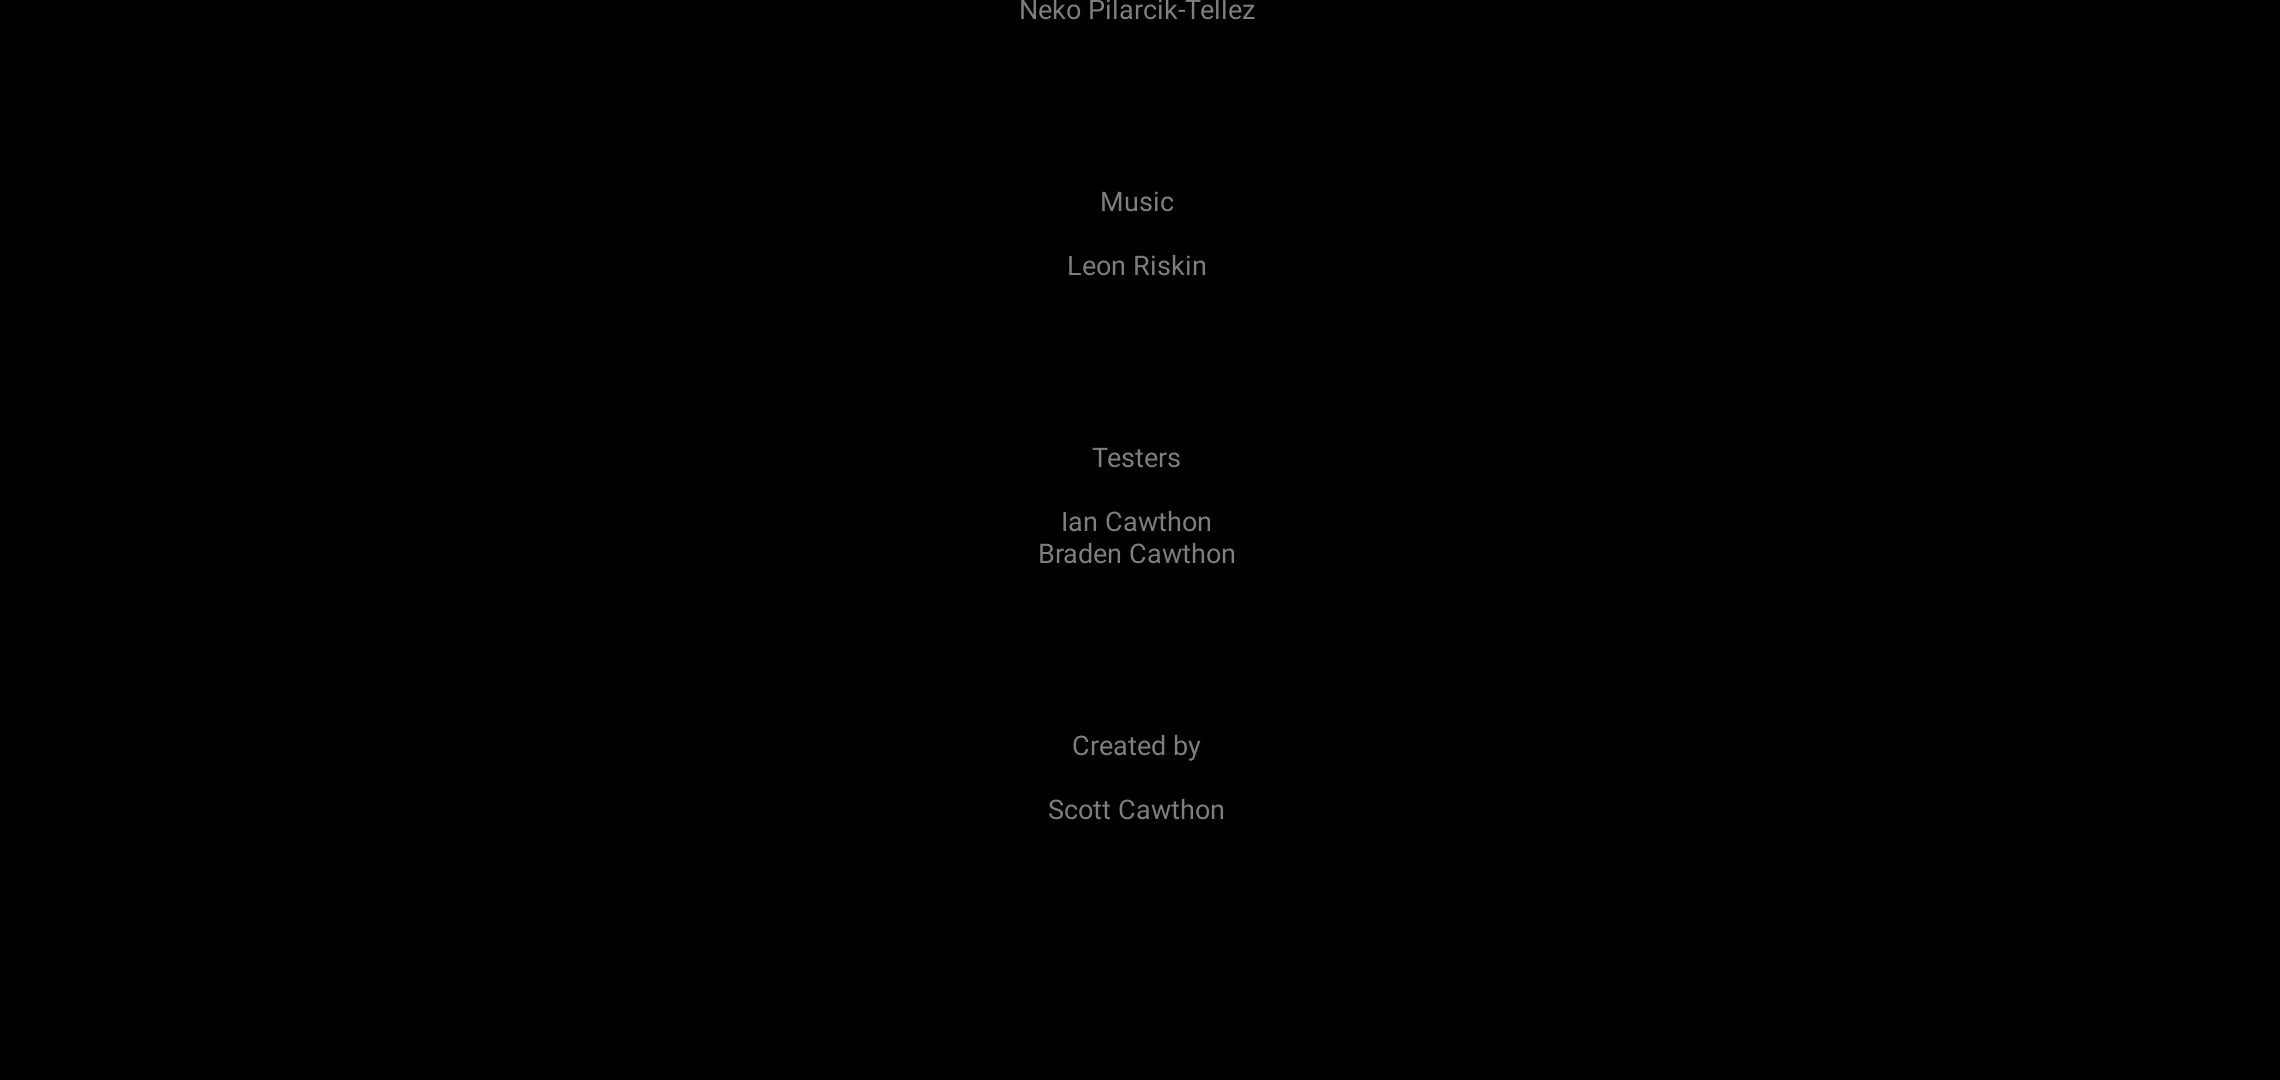 Neko Pilarcik-Tellez
Music
Leon Riskin
Testers
Ian Cawthon
Braden Cawthon
Created by
Scott Cawthon